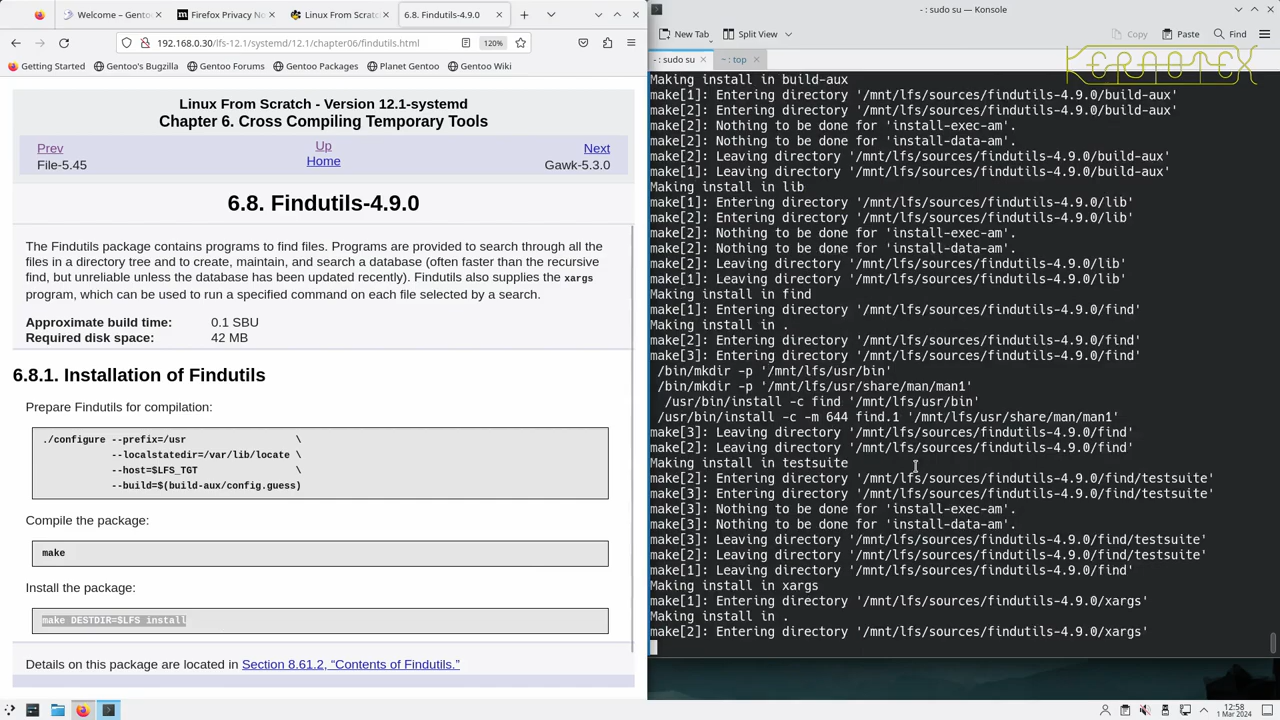 Welcome – Gentoo
Firefox Privacy No
Linux From Scratch
6.8. Findutils-4.9.0
192.168.0.30/lfs-12.1/systemd/12.1/chapter06/findutils.html
120%
Getting Started
Gentoo's Bugzilla
Gentoo Forums
Gentoo Packages
Planet Gentoo
Gentoo Wiki
Linux From Scratch - Version 12.1-systemd
Chapter 6. Cross Compiling Temporary Tools
Prev
Up
Next
File-5.45
Home
Gawk-5.3.0
6.8. Findutils-4.9.0
The Findutils package contains programs to find files. Programs are provided to search through all the
files in a directory tree and to create, maintain, and search a database (often faster than the recursive
find, but unreliable unless the database has been updated recently). Findutils also supplies the xargs
program, which can be used to run a specified command on each file selected by a search.
Approximate build time: 0.1 SBU
Required disk space: 42 MB
6.8.1. Installation of Findutils
Prepare Findutils for compilation:
./configure --prefix=/usr \
--localstatedir=/var/lib/locate \
--host=$LFS_TGT \
--build=$(build-aux/config.guess)
Compile the package:
make
Install the package:
make DESTDIR=$LFS install
Details on this package are located in Section 8.61.2, “Contents of Findutils.”
- : sudo su — Konsole
New Tab
Split View
Copy
Paste
Find
- : sudo su
~ : top
KERNOTEX
Making install in build-aux
make[1]: Entering directory '/mnt/lfs/sources/findutils-4.9.0/build-aux'
make[2]: Entering directory '/mnt/lfs/sources/findutils-4.9.0/build-aux'
make[2]: Nothing to be done for 'install-exec-am'.
make[2]: Nothing to be done for 'install-data-am'.
make[2]: Leaving directory '/mnt/lfs/sources/findutils-4.9.0/build-aux'
make[1]: Leaving directory '/mnt/lfs/sources/findutils-4.9.0/build-aux'
Making install in lib
make[1]: Entering directory '/mnt/lfs/sources/findutils-4.9.0/lib'
make[2]: Entering directory '/mnt/lfs/sources/findutils-4.9.0/lib'
make[2]: Nothing to be done for 'install-exec-am'.
make[2]: Nothing to be done for 'install-data-am'.
make[2]: Leaving directory '/mnt/lfs/sources/findutils-4.9.0/lib'
make[1]: Leaving directory '/mnt/lfs/sources/findutils-4.9.0/lib'
Making install in find
make[1]: Entering directory '/mnt/lfs/sources/findutils-4.9.0/find'
Making install in .
make[2]: Entering directory '/mnt/lfs/sources/findutils-4.9.0/find'
make[3]: Entering directory '/mnt/lfs/sources/findutils-4.9.0/find'
/bin/mkdir -p '/mnt/lfs/usr/bin'
/bin/mkdir -p '/mnt/lfs/usr/share/man/man1'
/usr/bin/install -c find '/mnt/lfs/usr/bin'
/usr/bin/install -c -m 644 find.1 '/mnt/lfs/usr/share/man/man1'
make[3]: Leaving directory '/mnt/lfs/sources/findutils-4.9.0/find'
make[2]: Leaving directory '/mnt/lfs/sources/findutils-4.9.0/find'
Making install in testsuite
make[2]: Entering directory '/mnt/lfs/sources/findutils-4.9.0/find/testsuite'
make[3]: Entering directory '/mnt/lfs/sources/findutils-4.9.0/find/testsuite'
make[3]: Nothing to be done for 'install-exec-am'.
make[3]: Nothing to be done for 'install-data-am'.
make[3]: Leaving directory '/mnt/lfs/sources/findutils-4.9.0/find/testsuite'
make[2]: Leaving directory '/mnt/lfs/sources/findutils-4.9.0/find/testsuite'
make[1]: Leaving directory '/mnt/lfs/sources/findutils-4.9.0/find'
Making install in xargs
make[1]: Entering directory '/mnt/lfs/sources/findutils-4.9.0/xargs'
Making install in .
make[2]: Entering directory '/mnt/lfs/sources/findutils-4.9.0/xargs'
12:58
1 Mar 2024